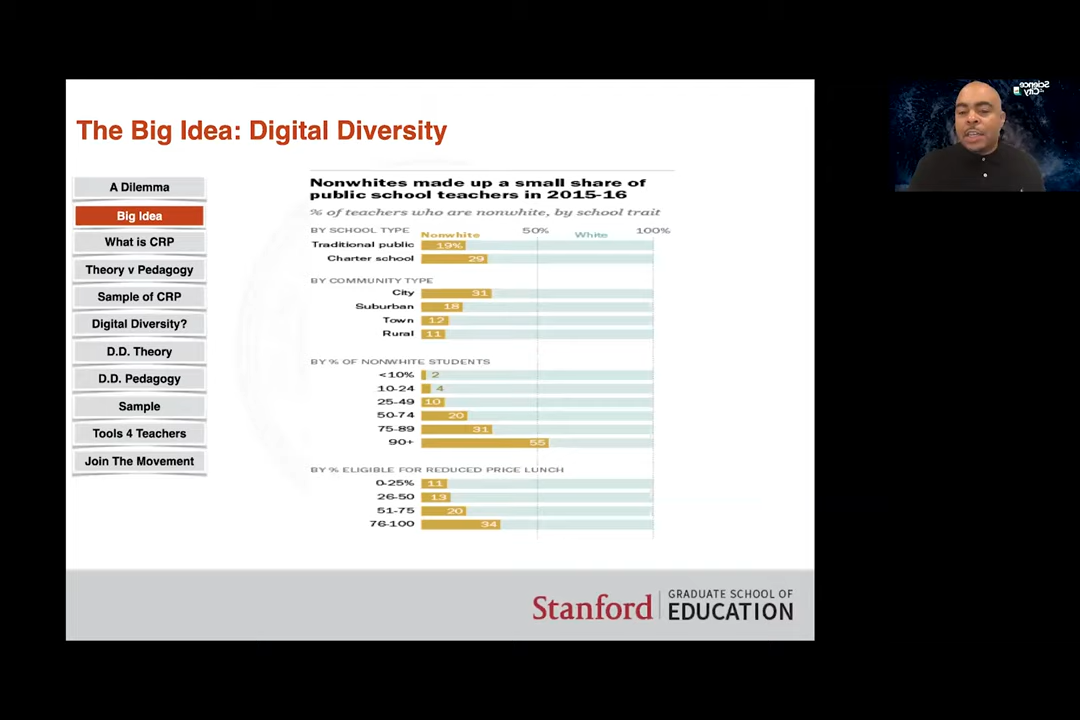 The Big Idea: Digital Diversity
A Dilemma
Big Idea
What is CRP
Theory v Pedagogy
Sample of CRP
Digital Diversity?
D.D. Theory
D.D. Pedagogy
Sample
Tools 4 Teachers
Join The Movement
Nonwhites made up a small share of
public school teachers in 2015-16
% of teachers who are nonwhite, by school trait
BY SCHOOL TYPE Nonwhite 50% White 100%
Traditional public 19%
Charter school 29
BY COMMUNITY TYPE
City 31
Suburban 18
Town 12
Rural 11
BY % OF NONWHITE STUDENTS
<10% 2
10-24 4
25-49 10
50-74 20
75-89 31
90+ 55
BY % ELIGIBLE FOR REDUCED PRICE LUNCH
0-25% 11
26-50 13
51-75 20
76-100 34
Stanford
GRADUATE SCHOOL OF
EDUCATION
Science
City